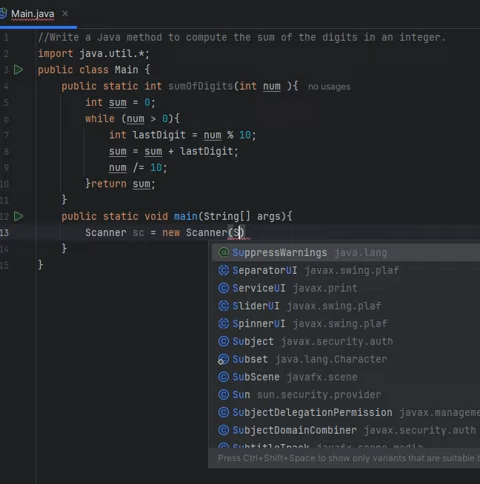 Main.java
1 //Write a Java method to compute the sum of the digits in an integer.
2 import java.util.*;
3 public class Main {
4 public static int sumOfDigits(int num ){ no usages
5 int sum = 0;
6 while (num > 0){
7 int lastDigit = num % 10;
8 sum = sum + lastDigit;
9 num /= 10;
10 }return sum;
11 }
12 public static void main(String[] args){
13 Scanner sc = new Scanner(S)
14 }
15 }
SuppressWarnings java.lang
SeparatorUI javax.swing.plaf
ServiceUI javax.print
SliderUI javax.swing.plaf
SpinnerUI javax.swing.plaf
Subject javax.security.auth
Subset java.lang.Character
SubScene javafx.scene
Sun sun.security.provider
SubjectDelegationPermission javax.manageme
SubjectDomainCombiner javax.security.auth
SubtitleTrack javafx.scene.media
Press Ctrl+Shift+Space to show only variants that are suitable b